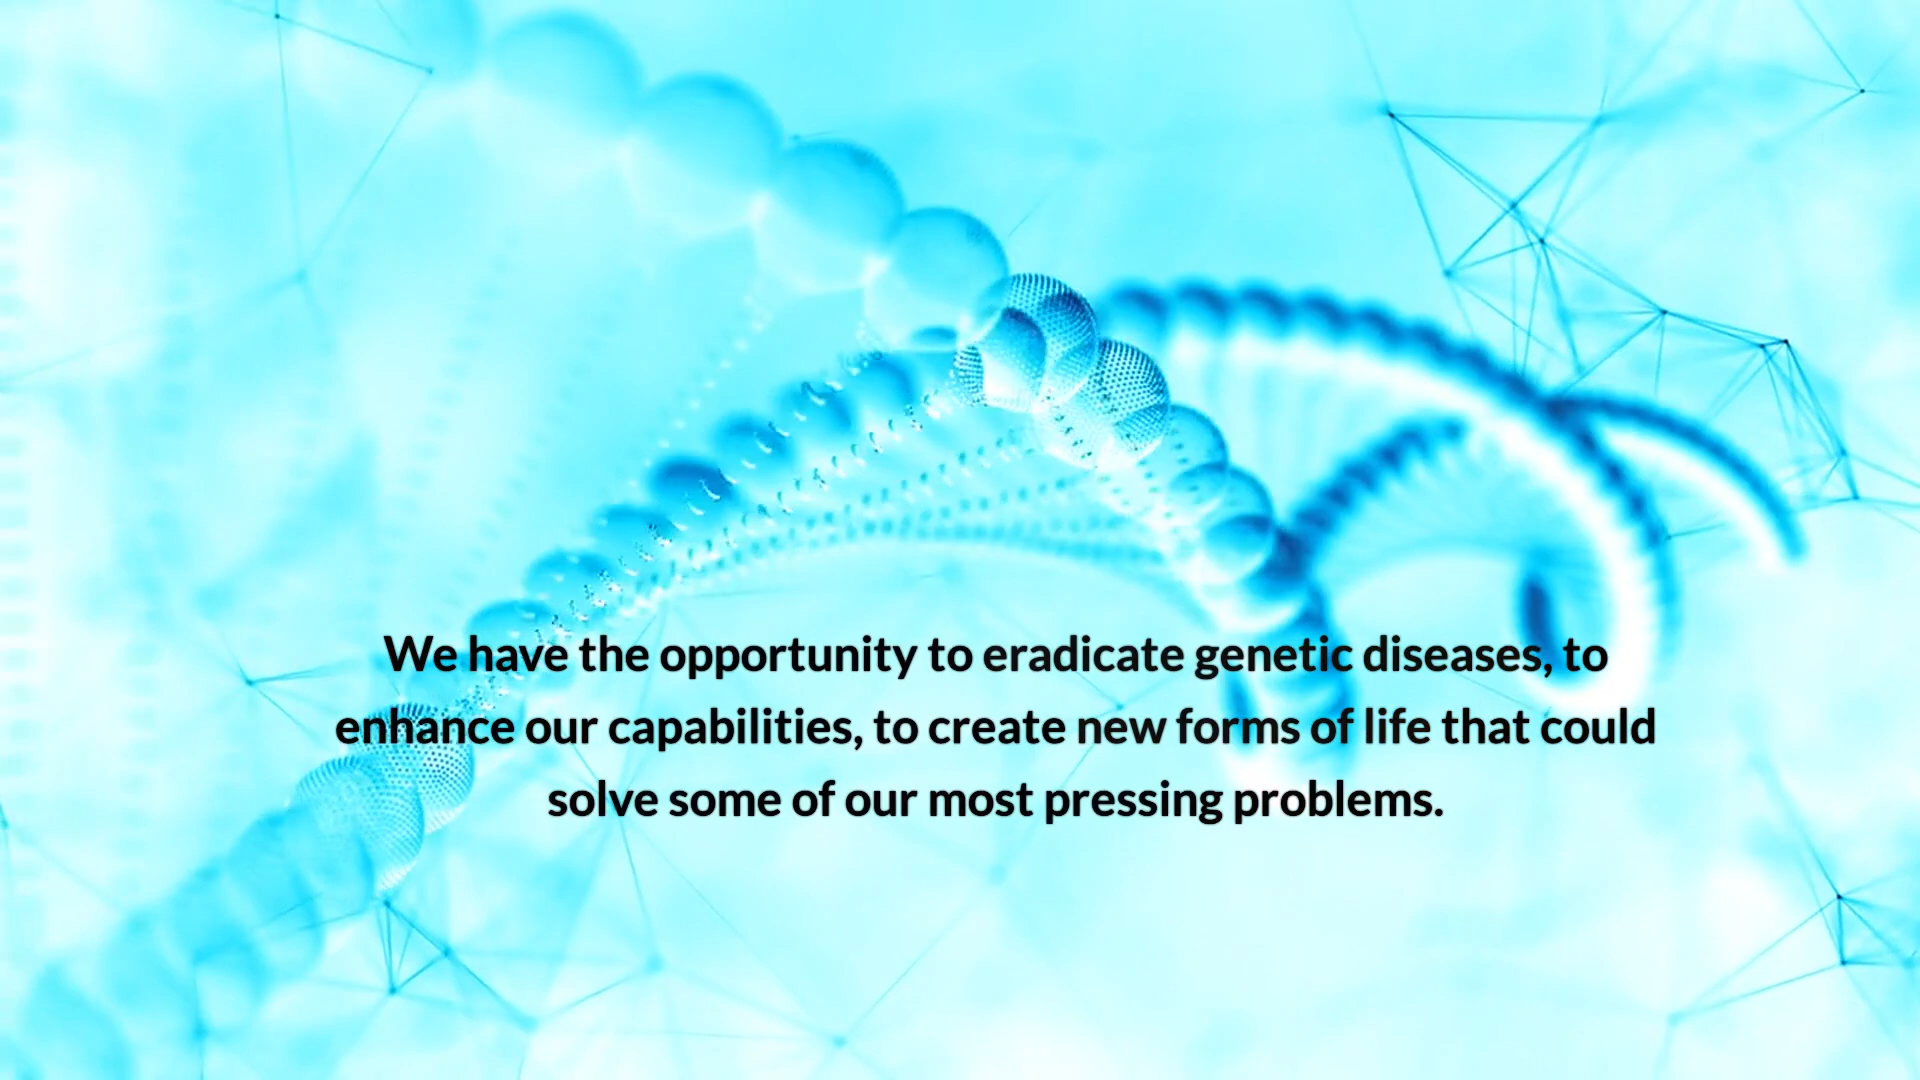 We have the opportunity to eradicate genetic diseases, to
enhance our capabilities, to create new forms of life that could
solve some of our most pressing problems.